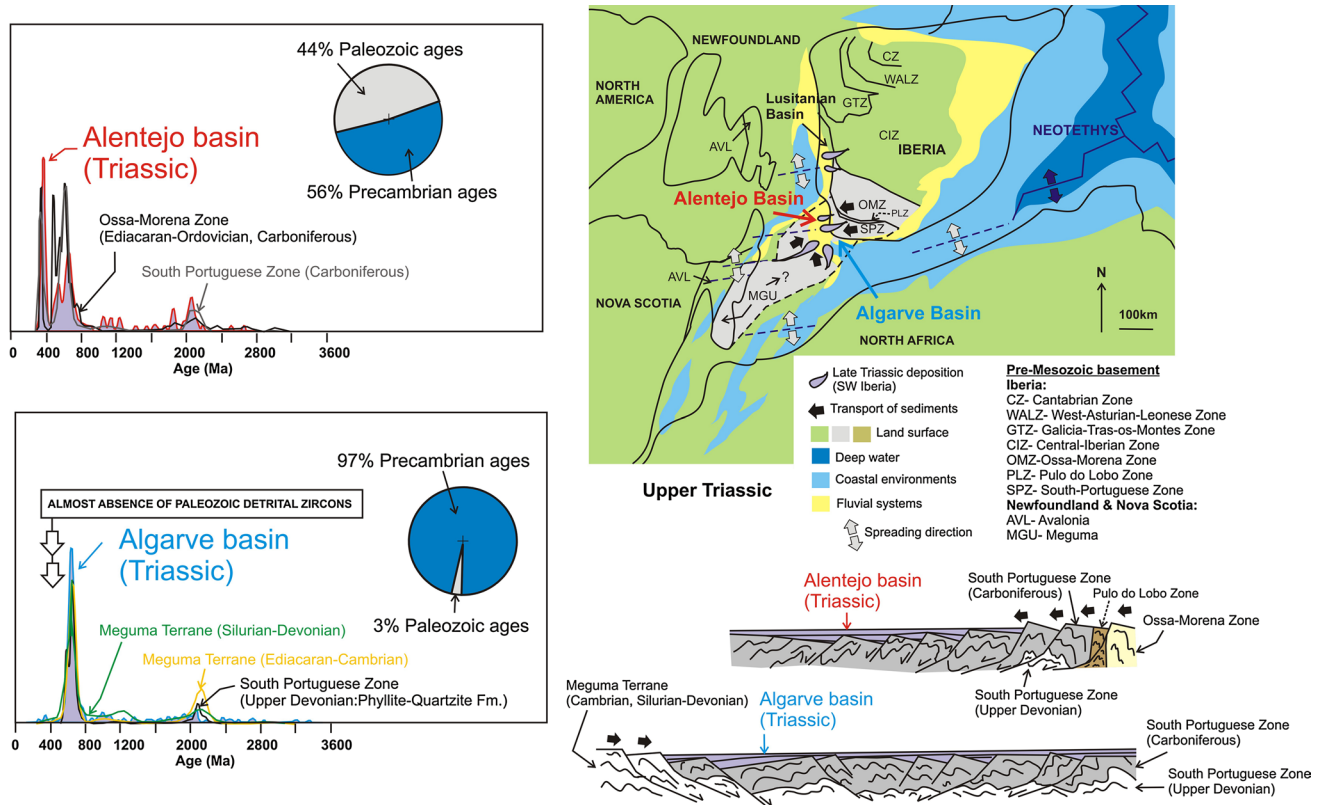 44% Paleozoic ages
56% Precambrian ages
Alentejo basin
(Triassic)
Ossa-Morena Zone
(Ediacaran-Ordovician, Carboniferous)
South Portuguese Zone (Carboniferous)
0 400 800 1200 2000 2800 3600
Age (Ma)
97% Precambrian ages
3% Paleozoic ages
ALMOST ABSENCE OF PALEOZOIC DETRITAL ZIRCONS
Algarve basin
(Triassic)
Meguma Terrane (Silurian-Devonian)
Meguma Terrane (Ediacaran-Cambrian)
South Portuguese Zone
(Upper Devonian:Phyllite-Quartzite Fm.)
0 400 800 1200 2000 2800 3600
Age (Ma)
NEWFOUNDLAND
NORTH
AMERICA
CZ
WALZ
GTZ
Lusitanian
Basin
AVL
CIZ
IBERIA
NEOTETHYS
Alentejo Basin
OMZ
PLZ
SPZ
AVL
?
MGU
NOVA SCOTIA
Algarve Basin
NORTH AFRICA
N
100km
Upper Triassic
Late Triassic deposition
(SW Iberia)
Transport of sediments
Land surface
Deep water
Coastal environments
Fluvial systems
Spreading direction
Pre-Mesozoic basement
Iberia:
CZ- Cantabrian Zone
WALZ- West-Asturian-Leonese Zone
GTZ- Galicia-Tras-os-Montes Zone
CIZ- Central-Iberian Zone
OMZ-Ossa-Morena Zone
PLZ- Pulo do Lobo Zone
SPZ- South-Portuguese Zone
Newfoundland & Nova Scotia:
AVL- Avalonia
MGU- Meguma
Alentejo basin
(Triassic)
South Portuguese Zone
(Carboniferous)
Pulo do Lobo Zone
Ossa-Morena Zone
South Portuguese Zone
(Upper Devonian)
Meguma Terrane
(Cambrian, Silurian-Devonian)
Algarve basin
(Triassic)
South Portuguese Zone
(Carboniferous)
South Portuguese Zone
(Upper Devonian)